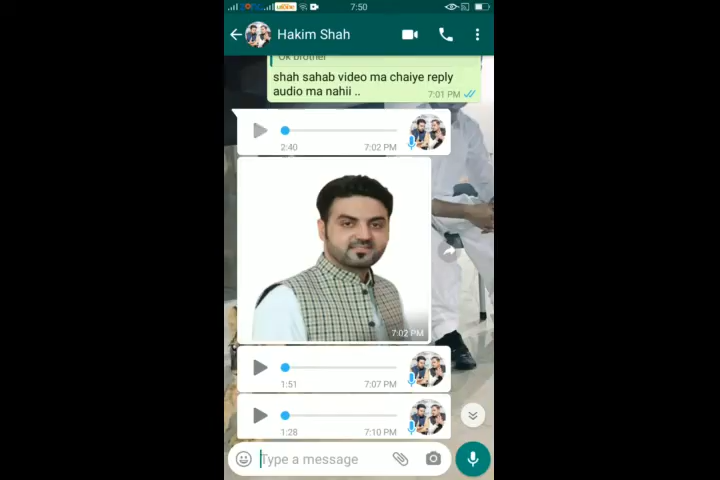 zong ufone 7:50
Hakim Shah
Ok brother
shah sahab video ma chaiye reply
audio ma nahii ..
7:01 PM
2:40 7:02 PM
7:02 PM
1:51 7:07 PM
1:28 7:10 PM
Type a message